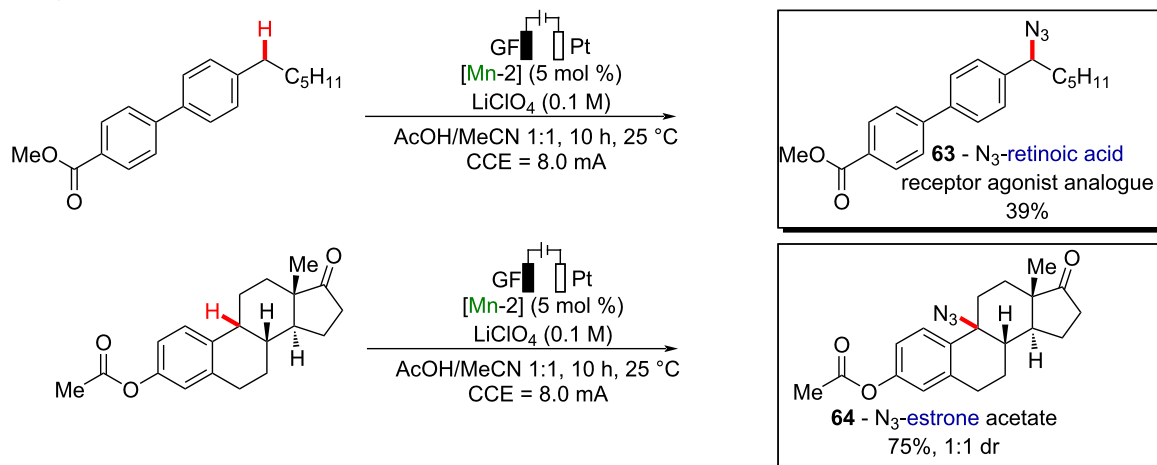 H
C₅H₁₁
MeO
O
GF Pt
[Mn-2] (5 mol %)
LiClO₄ (0.1 M)
AcOH/MeCN 1:1, 10 h, 25 °C
CCE = 8.0 mA
N₃
C₅H₁₁
MeO
O
63 - N₃-retinoic acid
receptor agonist analogue
39%
Me O
H H
H
O
Me O
GF Pt
[Mn-2] (5 mol %)
LiClO₄ (0.1 M)
AcOH/MeCN 1:1, 10 h, 25 °C
CCE = 8.0 mA
Me O
N₃ H
H
O
Me O
64 - N₃-estrone acetate
75%, 1:1 dr